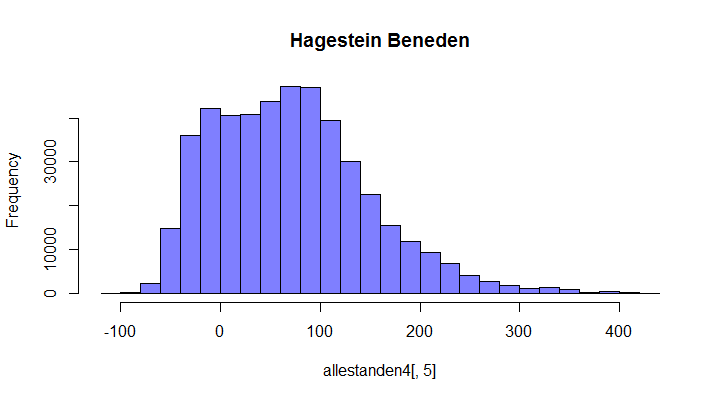 Hagestein Beneden
Frequency
30000
10000
0
-100 0 100 200 300 400
allestanden4[, 5]